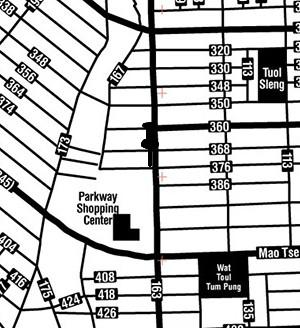 338
348
356
364
374
167
320
330
348
350
113
Tuol
Sleng
360
173
368
376
386
113
Parkway
Shopping
Center
404
416
175
424
408
418
426
163
Mao Tse
Wat
Toul
Tum Pung
135